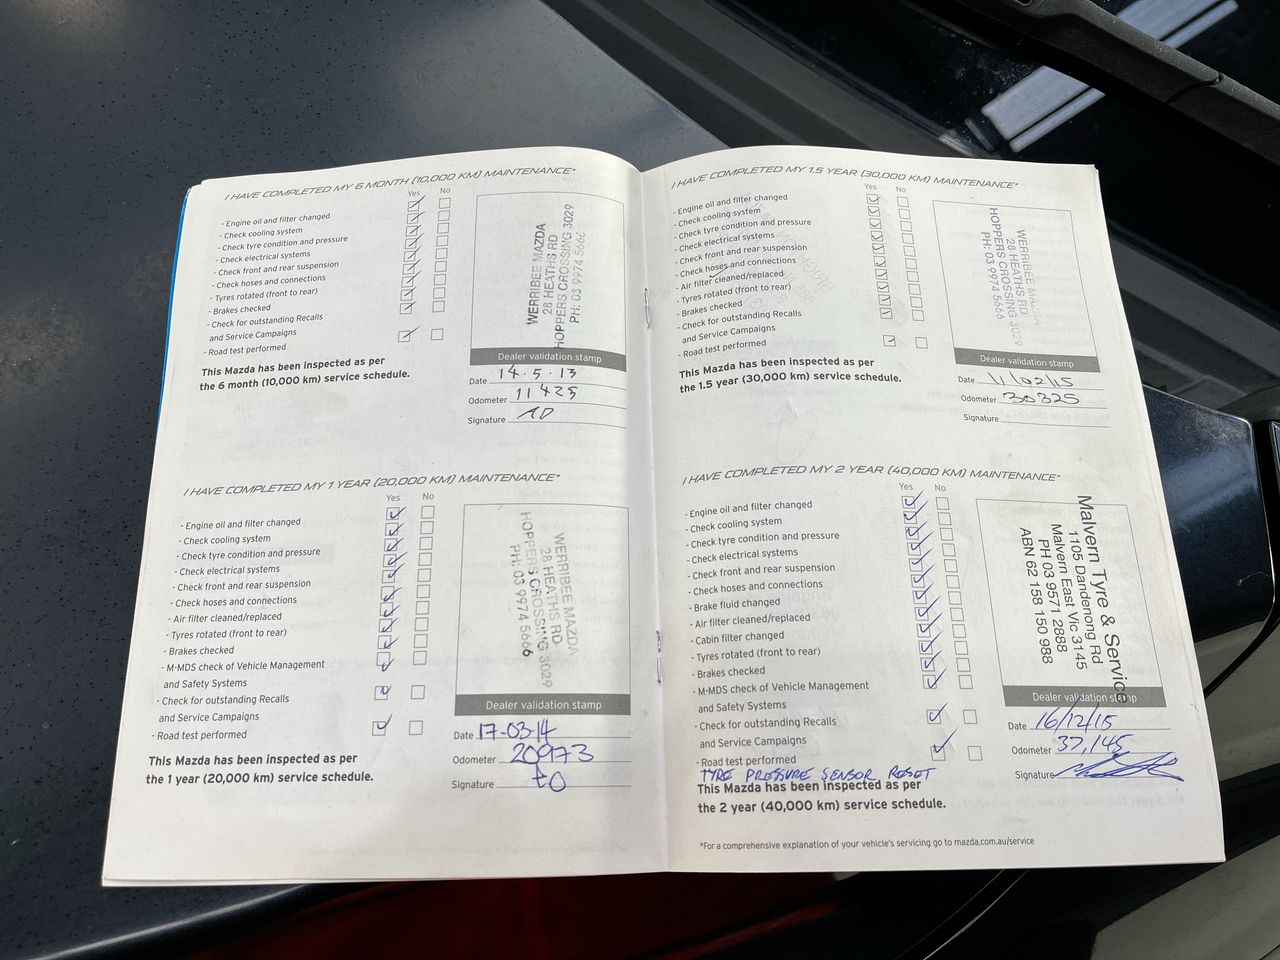 I HAVE COMPLETED MY 6 MONTH (10,000 KM) MAINTENANCE*
Yes No
- Engine oil and filter changed
- Check cooling system
- Check tyre condition and pressure
- Check electrical systems
- Check front and rear suspension
- Check hoses and connections
- Tyres rotated (front to rear)
- Brakes checked
- Check for outstanding Recalls
and Service Campaigns
- Road test performed
This Mazda has been inspected as per
the 6 month (10,000 km) service schedule.
WERRIBEE MAZDA
28 HEATHS RD
HOPPERS CROSSING 3029
PH: 03 9974 5666
Dealer validation stamp
Date 14.5.13
Odometer 11425
Signature
I HAVE COMPLETED MY 1 YEAR (20,000 KM) MAINTENANCE*
Yes No
- Engine oil and filter changed
- Check cooling system
- Check tyre condition and pressure
- Check electrical systems
- Check front and rear suspension
- Check hoses and connections
- Air filter cleaned/replaced
- Tyres rotated (front to rear)
- Brakes checked
- M-MDS check of Vehicle Management
and Safety Systems
- Check for outstanding Recalls
and Service Campaigns
- Road test performed
This Mazda has been inspected as per
the 1 year (20,000 km) service schedule.
WERRIBEE MAZDA
28 HEATHS RD
HOPPERS CROSSING 3029
PH: 03 9974 5666
Dealer validation stamp
Date 17-03-14
Odometer 20973
Signature
I HAVE COMPLETED MY 1.5 YEAR (30,000 KM) MAINTENANCE*
Yes No
- Engine oil and filter changed
- Check cooling system
- Check tyre condition and pressure
- Check electrical systems
- Check front and rear suspension
- Check hoses and connections
- Air filter cleaned/replaced
- Tyres rotated (front to rear)
- Brakes checked
- Check for outstanding Recalls
and Service Campaigns
- Road test performed
This Mazda has been inspected as per
the 1.5 year (30,000 km) service schedule.
WERRIBEE MAZDA
28 HEATHS RD
HOPPERS CROSSING 3029
PH: 03 9974 5666
Dealer validation stamp
Date 11/02/15
Odometer 30325
Signature
I HAVE COMPLETED MY 2 YEAR (40,000 KM) MAINTENANCE*
Yes No
- Engine oil and filter changed
- Check cooling system
- Check tyre condition and pressure
- Check electrical systems
- Check front and rear suspension
- Check hoses and connections
- Brake fluid changed
- Air filter cleaned/replaced
- Cabin filter changed
- Tyres rotated (front to rear)
- Brakes checked
- M-MDS check of Vehicle Management
and Safety Systems
- Check for outstanding Recalls
and Service Campaigns
- Road test performed
TYRE PRESSURE SENSOR RESET
This Mazda has been inspected as per
the 2 year (40,000 km) service schedule.
Malvern Tyre & Service
1105 Dandenong Rd
Malvern East Vic 3145
PH 03 9571 2888
ABN 62 158 150 988
Dealer validation stamp
Date 16/12/15
Odometer 37,145
Signature
*For a comprehensive explanation of your vehicle's servicing go to mazda.com.au/service